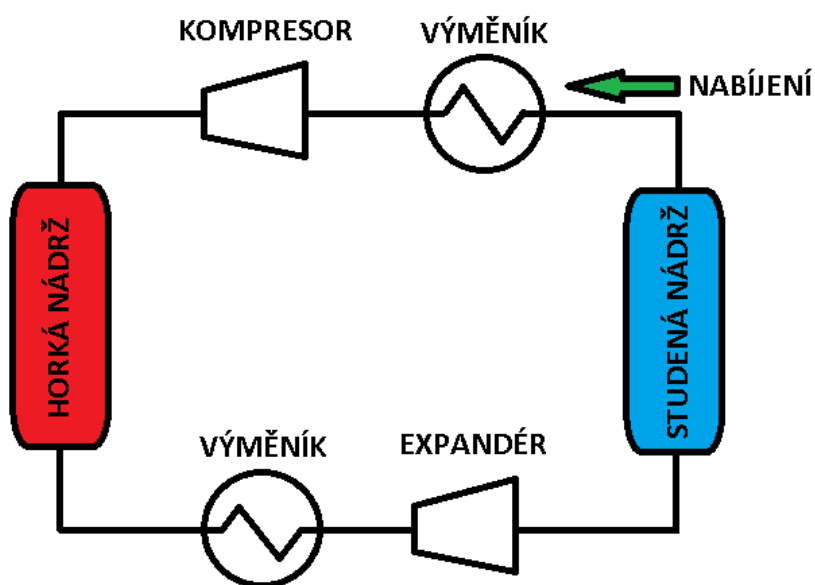 KOMPRESOR
VÝMĚNÍK
NABÍJENÍ
HORKÁ NÁDRŽ
STUDENÁ NÁDRŽ
VÝMĚNÍK
EXPANDÉR